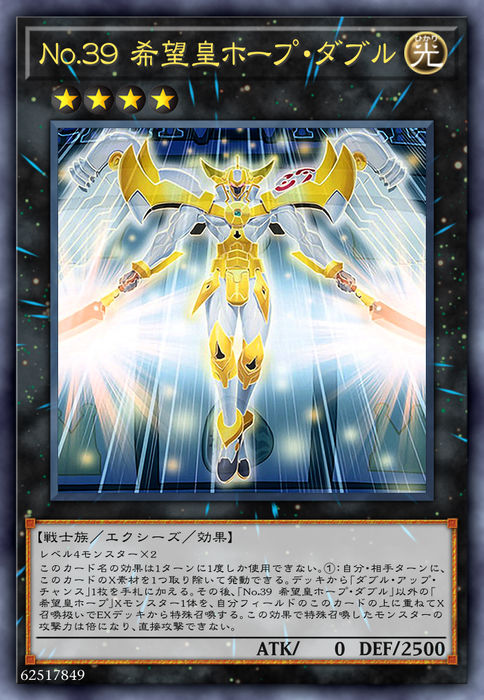 No.39 希望皇ホープ・ダブル
ひかり
光
39
【戦士族／エクシーズ／効果】
レベル4モンスター×2
このカード名の効果は1ターンに1度しか使用できない。①：自分・相手ターンに、
このカードのX素材を1つ取り除いて発動できる。デッキから「ダブル・アップ・
チャンス」1枚を手札に加える。その後、「No.39 希望皇ホープ・ダブル」以外の「
希望皇ホープ」Xモンスター1体を、自分フィールドのこのカードの上に重ねてX
召喚扱いでEXデッキから特殊召喚する。この効果で特殊召喚したモンスターの
攻撃力は倍になり、直接攻撃できない。
ATK/ 0 DEF/2500
62517849